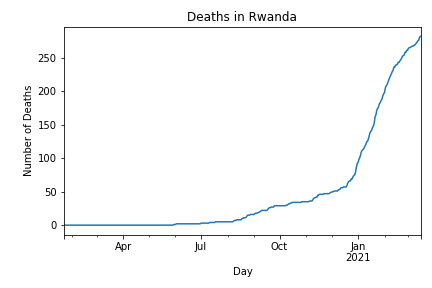 Deaths in Rwanda
Number of Deaths
250
200
150
100
50
0
Apr
Jul
Oct
Jan
2021
Day